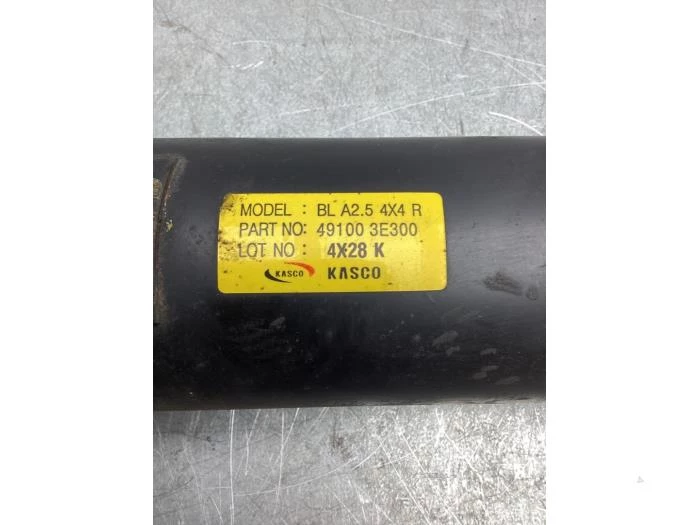 MODEL : BL A2.5 4X4 R
PART NO: 49100 3E300
LOT NO : 4X28 K
KASCO KASCO